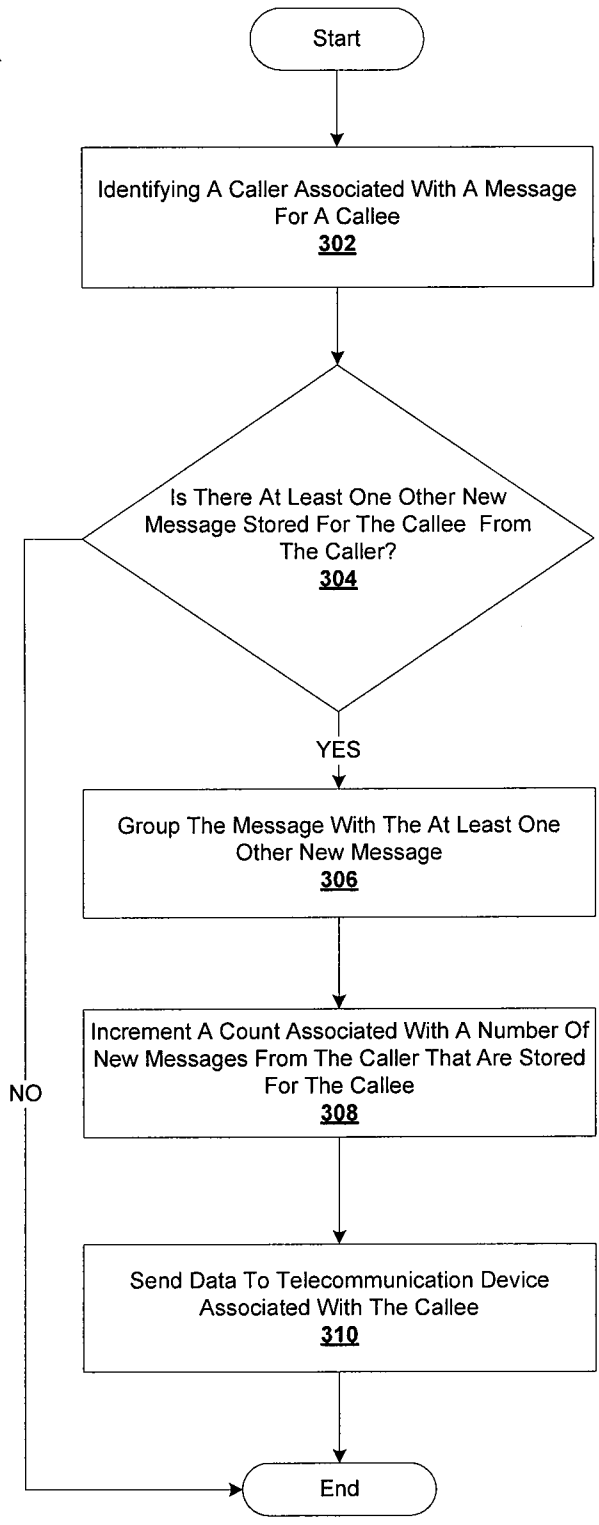 Start
Identifying A Caller Associated With A Message
For A Callee
302
Is There At Least One Other New
Message Stored For The Callee From
The Caller?
304
YES
Group The Message With The At Least One
Other New Message
306
Increment A Count Associated With A Number Of
New Messages From The Caller That Are Stored
For The Callee
308
NO
Send Data To Telecommunication Device
Associated With The Callee
310
End